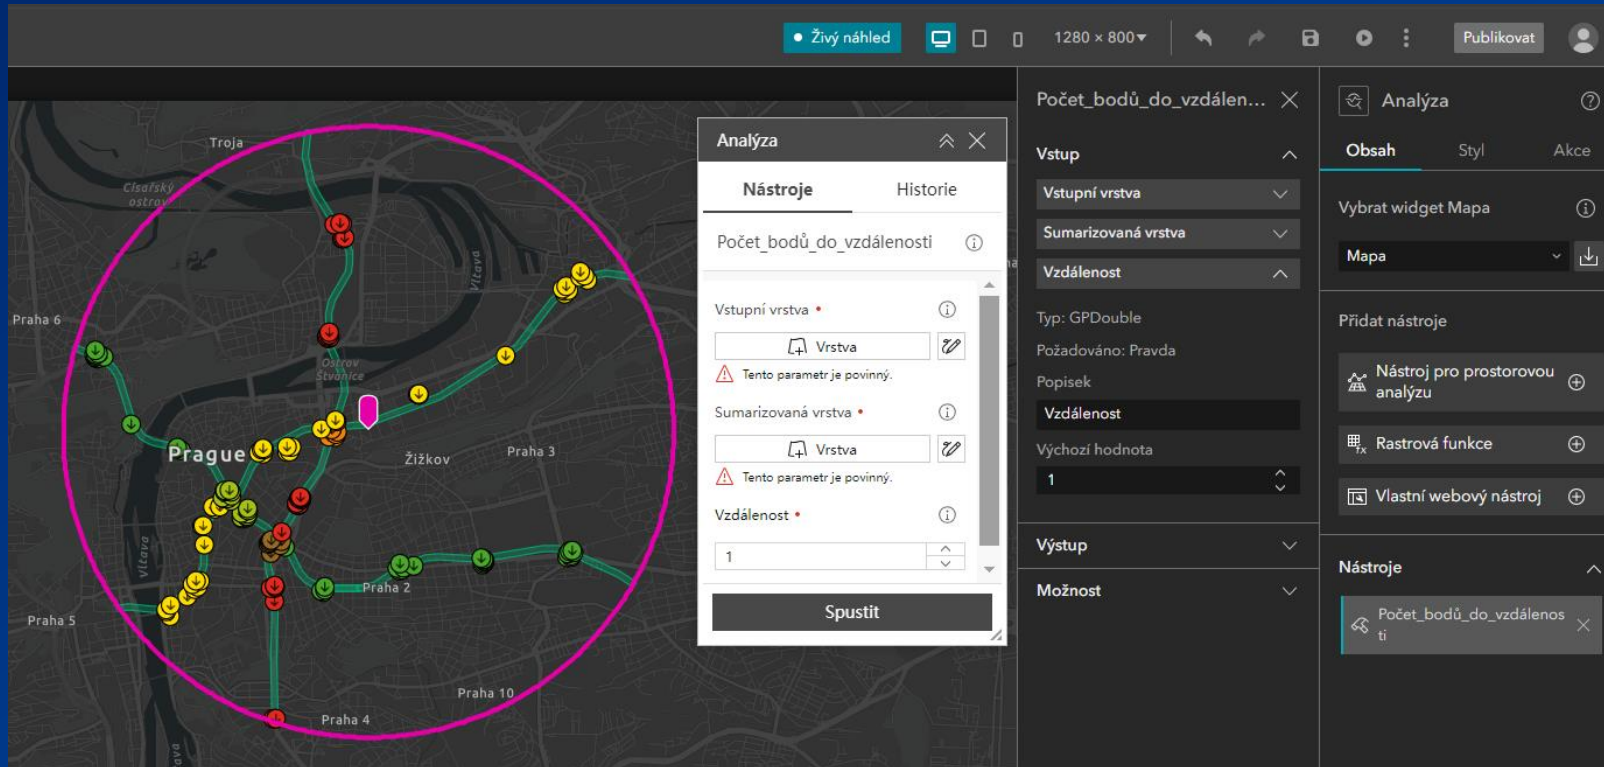 Živý náhled
1280 × 800
Publikovat
Troja
Císařský
ostrov
Vltava
Praha 6
Ostrov
Štvanice
Prague
Žižkov
Praha 3
Vltava
Praha 2
Praha 5
Praha 10
Praha 4
Analýza
Nástroje
Historie
Počet_bodů_do_vzdálenosti
Vstupní vrstva •
Vrstva
Tento parametr je povinný.
Sumarizovaná vrstva •
Vrstva
Tento parametr je povinný.
Vzdálenost •
1
Spustit
Počet_bodů_do_vzdálen...
Vstup
Vstupní vrstva
Sumarizovaná vrstva
Vzdálenost
Typ: GPDouble
Požadováno: Pravda
Popisek
Vzdálenost
Výchozí hodnota
1
Výstup
Možnost
Analýza
Obsah
Styl
Akce
Vybrat widget Mapa
Mapa
Přidat nástroje
Nástroj pro prostorovou
analýzu
Rastrová funkce
Vlastní webový nástroj
Nástroje
Počet_bodů_do_vzdálenos
ti